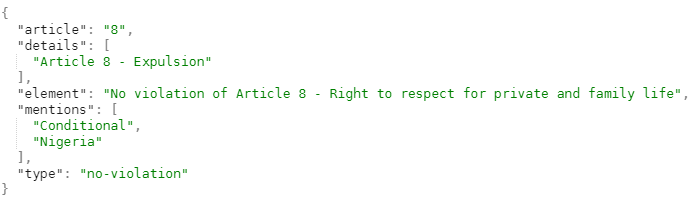 {
  "article": "8",
  "details": [
    "Article 8 - Expulsion"
  ],
  "element": "No violation of Article 8 - Right to respect for private and family life",
  "mentions": [
    "Conditional",
    "Nigeria"
  ],
  "type": "no-violation"
}